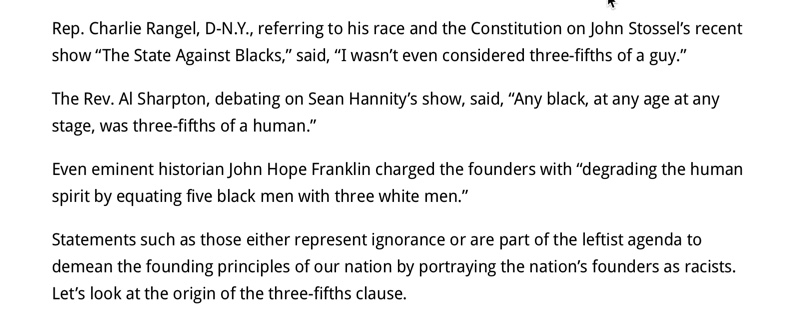 Rep. Charlie Rangel, D-N.Y., referring to his race and the Constitution on John Stossel’s recent
show “The State Against Blacks,” said, “I wasn’t even considered three-fifths of a guy.”
The Rev. Al Sharpton, debating on Sean Hannity’s show, said, “Any black, at any age at any
stage, was three-fifths of a human.”
Even eminent historian John Hope Franklin charged the founders with “degrading the human
spirit by equating five black men with three white men.”
Statements such as those either represent ignorance or are part of the leftist agenda to
demean the founding principles of our nation by portraying the nation’s founders as racists.
Let’s look at the origin of the three-fifths clause.